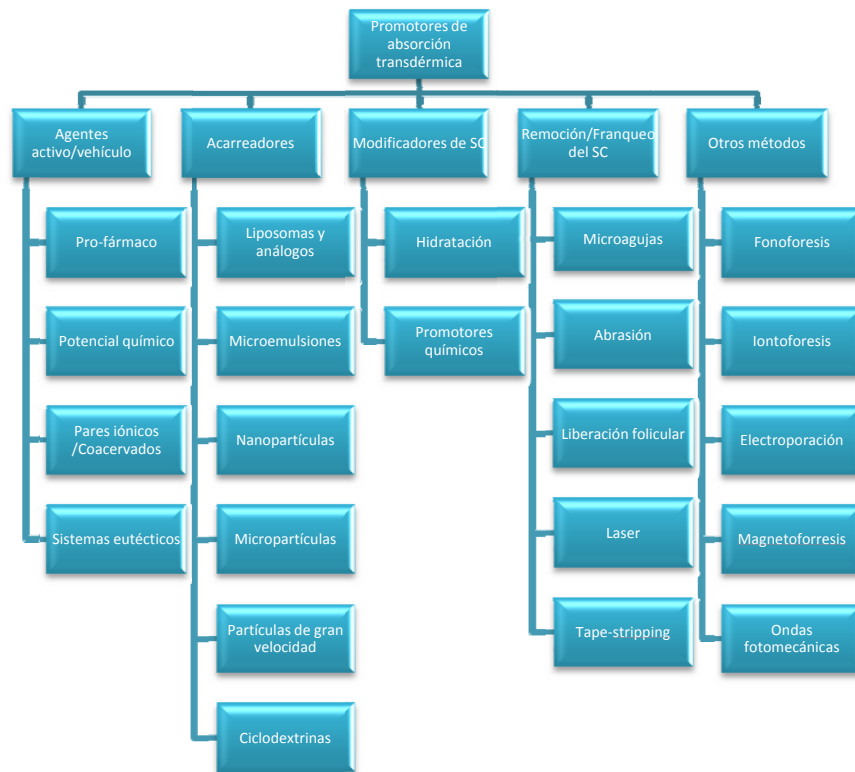 Promotores de
absorción
transdérmica
Agentes
activo/vehículo
Pro-fármaco
Potencial químico
Pares iónicos
/Coacervados
Sistemas eutécticos
Acarreadores
Liposomas y
análogos
Microemulsiones
Nanopartículas
Micropartículas
Partículas de gran
velocidad
Ciclodextrinas
Modificadores de SC
Hidratación
Promotores
químicos
Remoción/Franqueo
del SC
Microagujas
Abrasión
Liberación folicular
Laser
Tape-stripping
Otros métodos
Fonoforesis
Iontoforesis
Electroporación
Magnetoforresis
Ondas
fotomecánicas